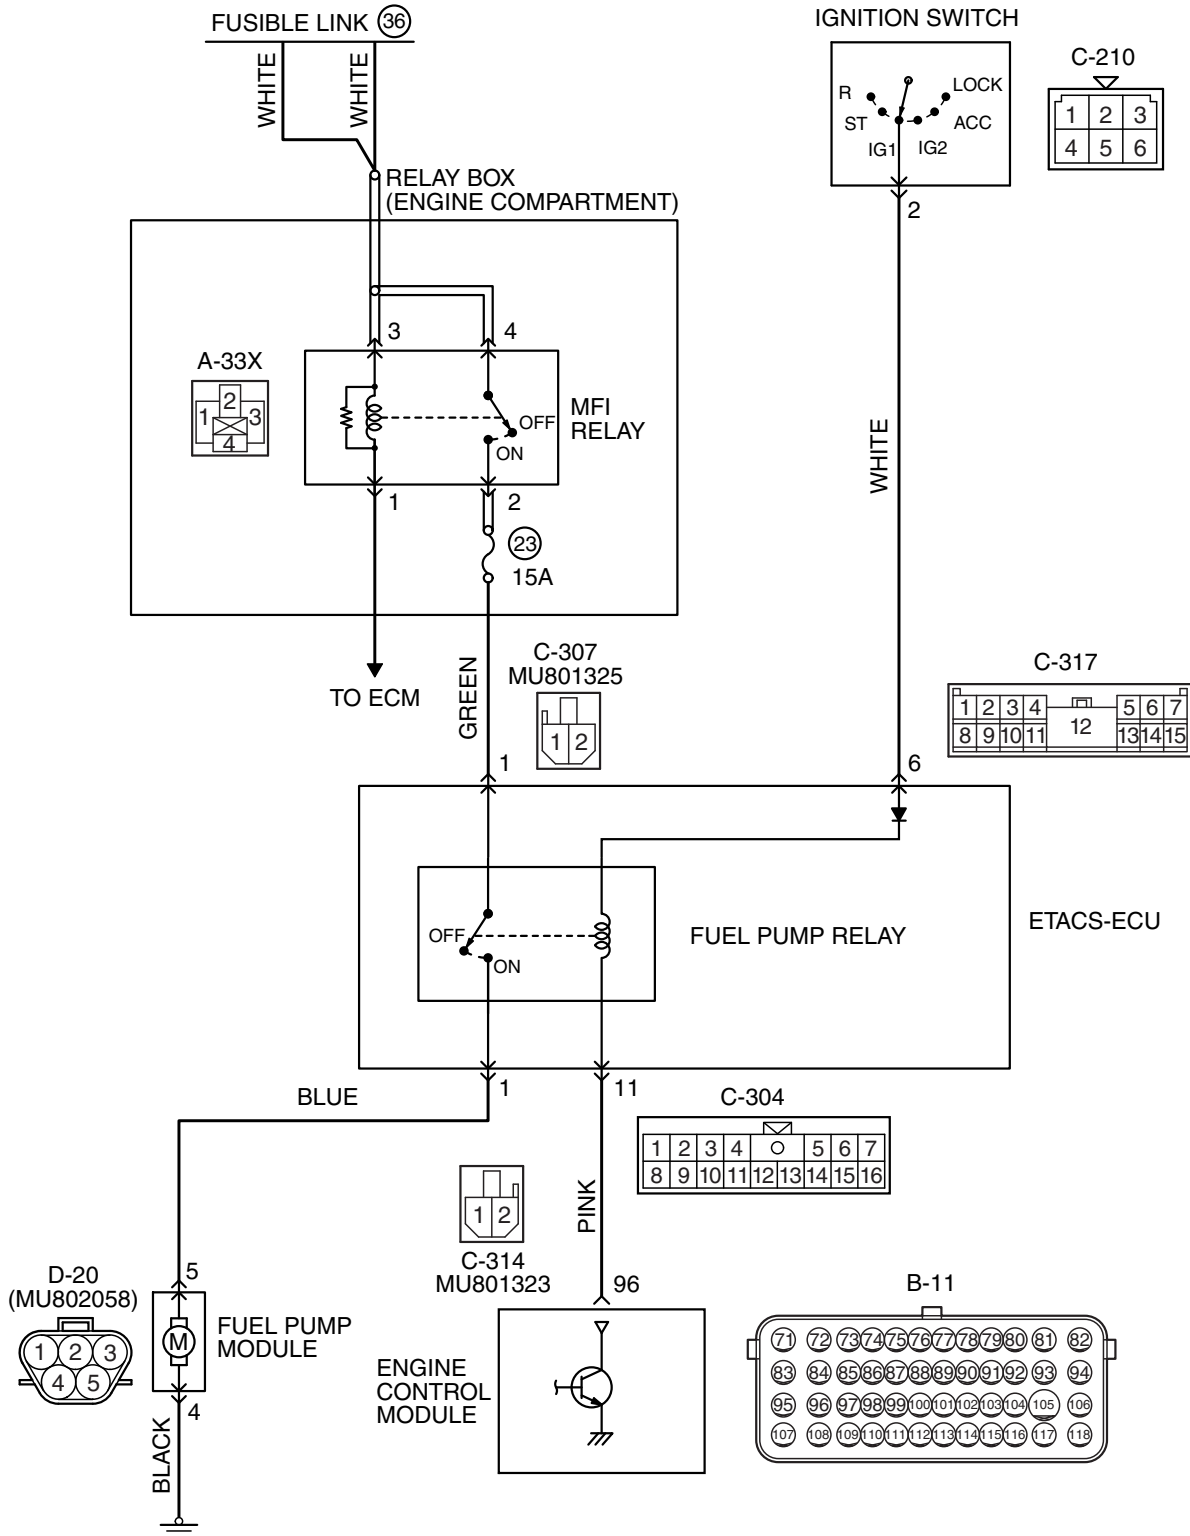 FUSIBLE LINK 36
IGNITION SWITCH
WHITE
WHITE
R
ST
IG1
IG2
ACC
LOCK
2
C-210
1 2 3
4 5 6
RELAY BOX
(ENGINE COMPARTMENT)
3
4
A-33X
1 2 3
4
OFF
ON
MFI
RELAY
1
2
23
15A
WHITE
TO ECM
GREEN
C-307
MU801325
1 2
1
6
C-317
1 2 3 4 5 6 7
8 9 10 11 12 13 14 15
OFF
ON
FUEL PUMP RELAY
ETACS-ECU
1
11
BLUE
C-304
1 2 3 4 5 6 7
8 9 10 11 12 13 14 15 16
PINK
1 2
C-314
MU801323
96
D-20
(MU802058)
1 2 3
4 5
5
M
FUEL PUMP
MODULE
4
BLACK
ENGINE
CONTROL
MODULE
B-11
71 72 73 74 75 76 77 78 79 80 81 82
83 84 85 86 87 88 89 90 91 92 93 94
95 96 97 98 99 100 101 102 103 104 105 106
107 108 109 110 111 112 113 114 115 116 117 118